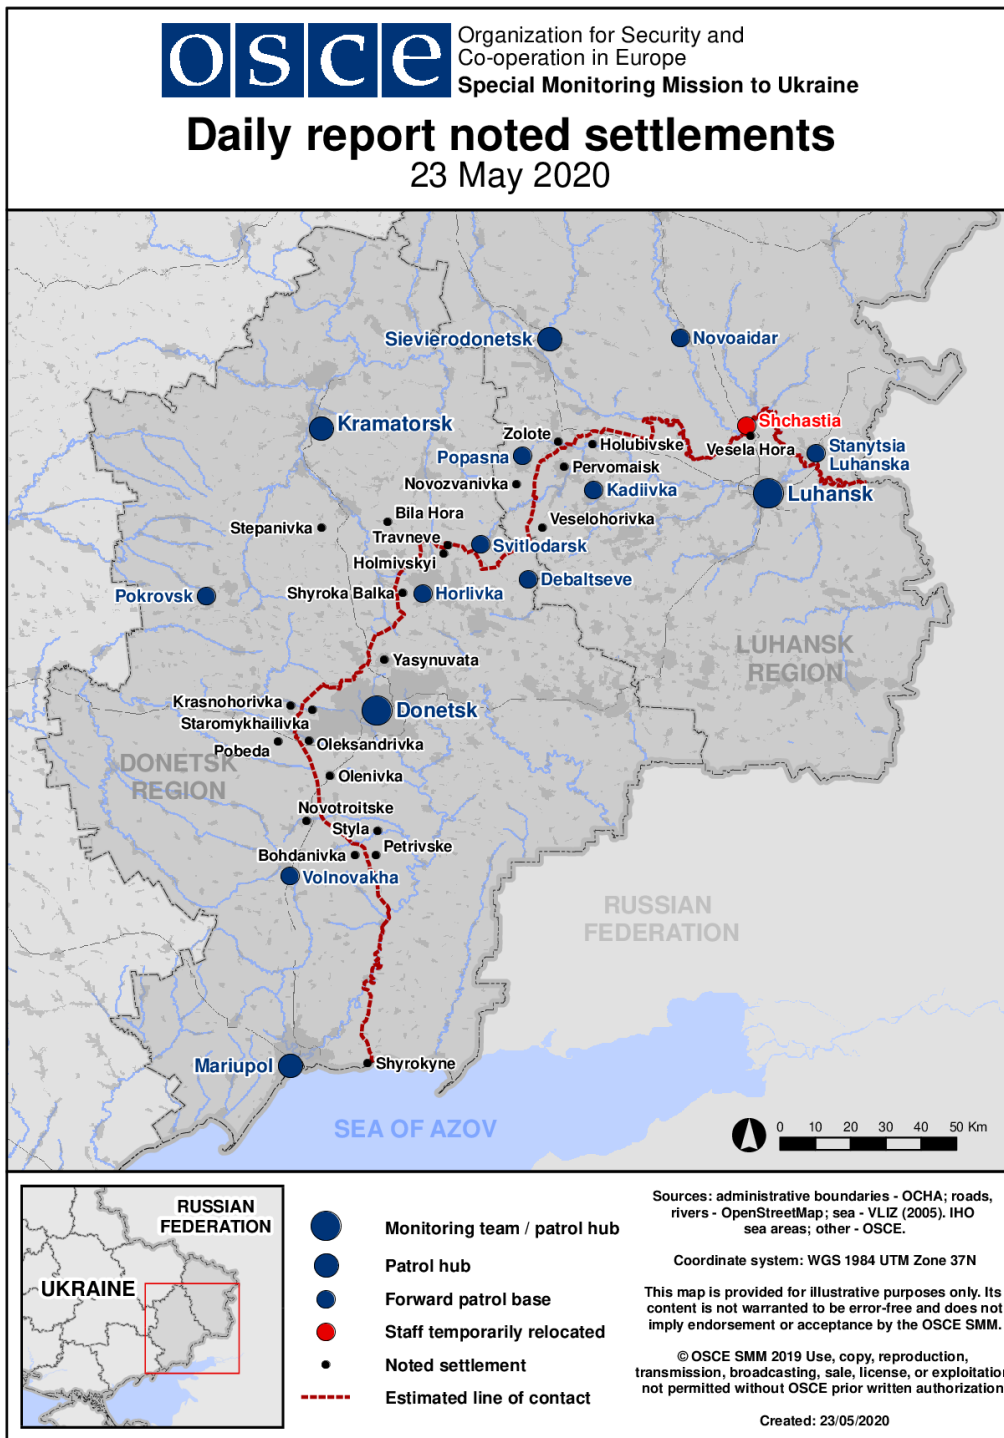 osce
Organization for Security and
Co-operation in Europe
Special Monitoring Mission to Ukraine
Daily report noted settlements
23 May 2020
Sievierodonetsk
Novoaidar
Kramatorsk
Shchastia
Zolote
Holubivske
Vesela Hora
Stanytsia
Luhanska
Popasna
Pervomaisk
Novozvanivka
Kadiivka
Luhansk
Bila Hora
Stepanivka
Veselohorivka
Travneve
Svitlodarsk
Holmivskyi
Debaltseve
Pokrovsk
Shyroka Balka
Horlivka
LUHANSK
REGION
Yasynuvata
Krasnohorivka
Donetsk
Staromykhailivka
Oleksandrivka
Pobeda
DONETSK
REGION
Olenivka
Novotroitske
Styla
Petrivske
Bohdanivka
Volnovakha
RUSSIAN
FEDERATION
Mariupol
Shyrokyne
SEA OF AZOV
0 10 20 30 40 50 Km
RUSSIAN
FEDERATION
UKRAINE
Monitoring team / patrol hub
Patrol hub
Forward patrol base
Staff temporarily relocated
Noted settlement
Estimated line of contact
Sources: administrative boundaries - OCHA; roads,
rivers - OpenStreetMap; sea - VLIZ (2005). IHO
sea areas; other - OSCE.
Coordinate system: WGS 1984 UTM Zone 37N
This map is provided for illustrative purposes only. Its
content is not warranted to be error-free and does not
imply endorsement or acceptance by the OSCE SMM.
© OSCE SMM 2019 Use, copy, reproduction,
transmission, broadcasting, sale, license, or exploitation
not permitted without OSCE prior written authorization
Created: 23/05/2020